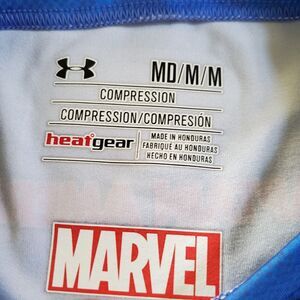 MD/M/M
COMPRESSION
COMPRESSION/COMPRESIÓN
heatgear
MADE IN HONDURAS
FABRIQUÉ AU HONDURAS
HECHO EN HONDURAS
MARVEL